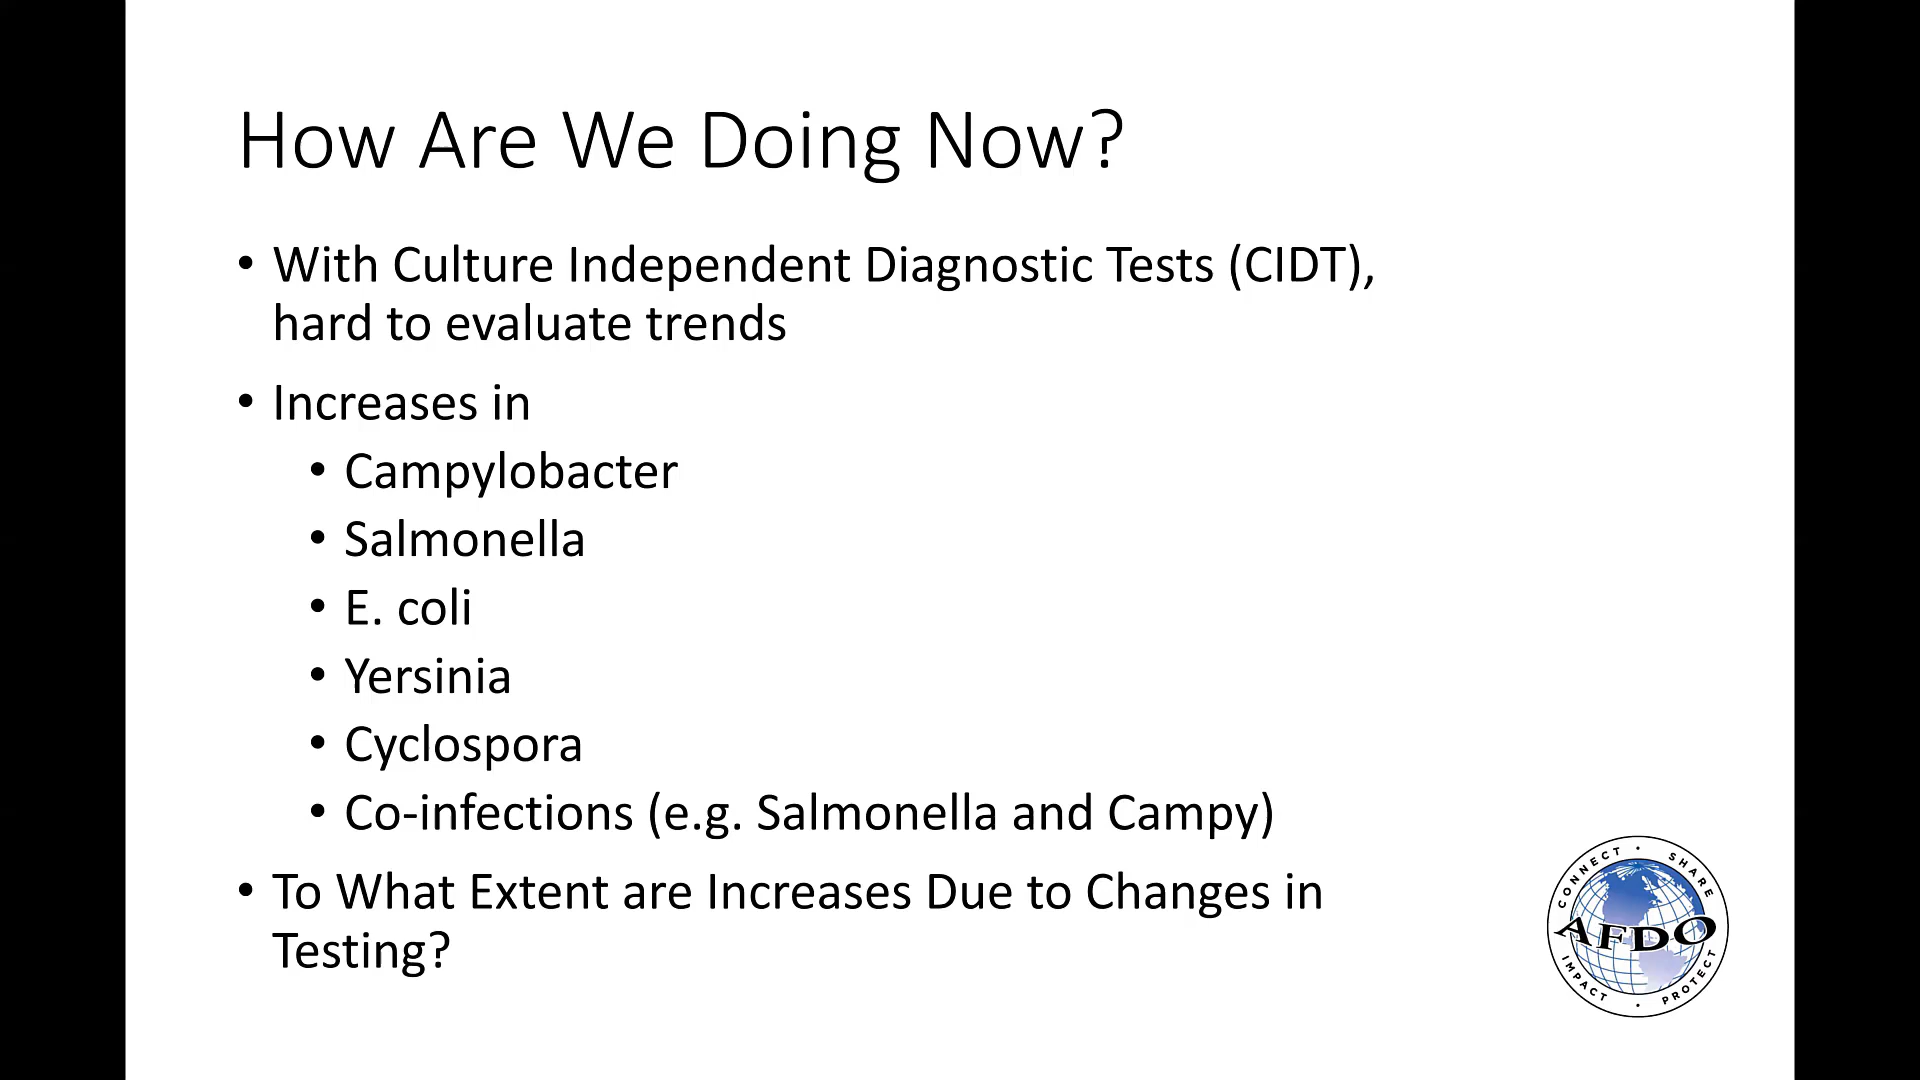 How Are We Doing Now?
• With Culture Independent Diagnostic Tests (CIDT),
hard to evaluate trends
• Increases in
• Campylobacter
• Salmonella
• E. coli
• Yersinia
• Cyclospora
• Co-infections (e.g. Salmonella and Campy)
• To What Extent are Increases Due to Changes in
Testing?
CONNECT • SHARE
AFDO
IMPACT • PROTECT